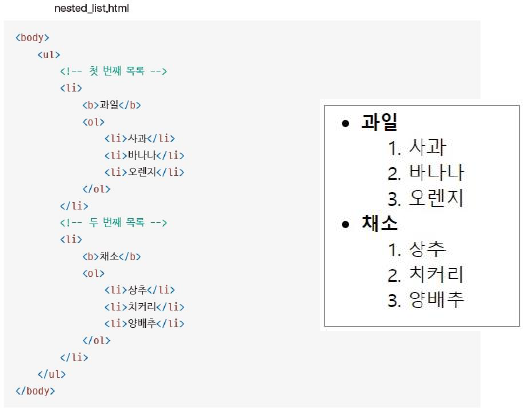 nested_list.html
<body>
<ul>
<!-- 첫 번째 목록 -->
<li>
<b>과일</b>
<ol>
<li>사과</li>
<li>바나나</li>
<li>오렌지</li>
</ol>
</li>
<!-- 두 번째 목록 -->
<li>
<b>채소</b>
<ol>
<li>상추</li>
<li>치커리</li>
<li>양배추</li>
</ol>
</li>
</ul>
</body>
• 과일
1. 사과
2. 바나나
3. 오렌지
• 채소
1. 상추
2. 치커리
3. 양배추